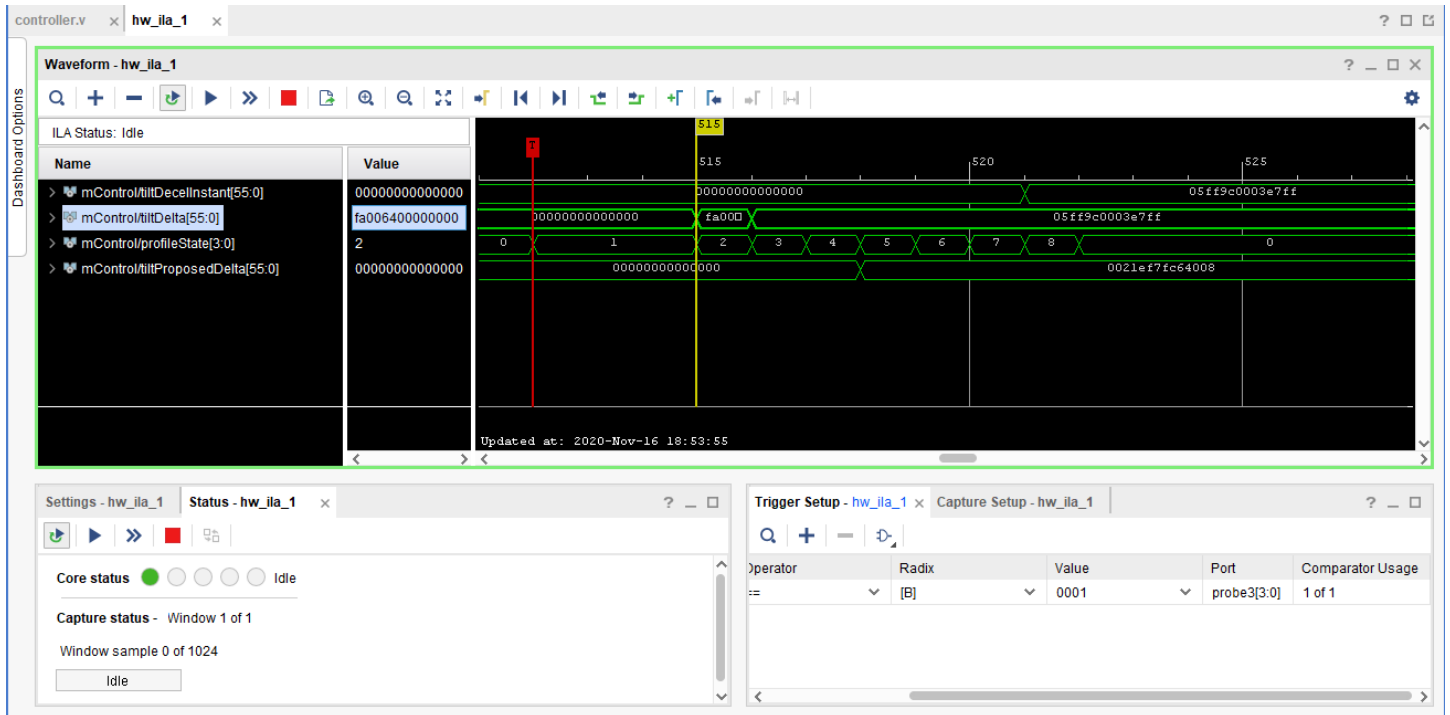 controller.v × hw_ila_1 ×
Dashboard Options
Waveform - hw_ila_1
ILA Status: Idle
Name Value
mControl/tiltDecelInstant[55:0] 00000000000000
mControl/tiltDelta[55:0] fa006400000000
mControl/profileState[3:0] 2
mControl/tiltProposedDelta[55:0] 00000000000000
515
T
515 520 525
00000000000000 05ff9c0003e7ff
00000000000000 fa00 05ff9c0003e7ff
0 1 2 3 4 5 6 7 8 0
00000000000000 0021ef7fc64008
Updated at: 2020-Nov-16 18:53:55
Settings - hw_ila_1 Status - hw_ila_1 ×
Core status Idle
Capture status - Window 1 of 1
Window sample 0 of 1024
Idle
Trigger Setup - hw_ila_1 × Capture Setup - hw_ila_1
Operator Radix Value Port Comparator Usage
== [B] 0001 probe3[3:0] 1 of 1